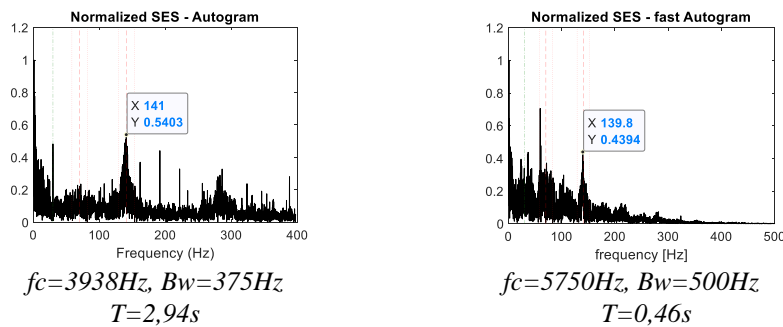 Normalized SES - Autogram
1.2
1
0.8
0.6
0.4
0.2
0
X 141
Y 0.5403
0 100 200 300 400
Frequency (Hz)
fc=3938Hz, Bw=375Hz
T=2,94s
Normalized SES - fast Autogram
1.2
1
0.8
0.6
0.4
0.2
0
X 139.8
Y 0.4394
0 100 200 300 400 500
frequency [Hz]
fc=5750Hz, Bw=500Hz
T=0,46s